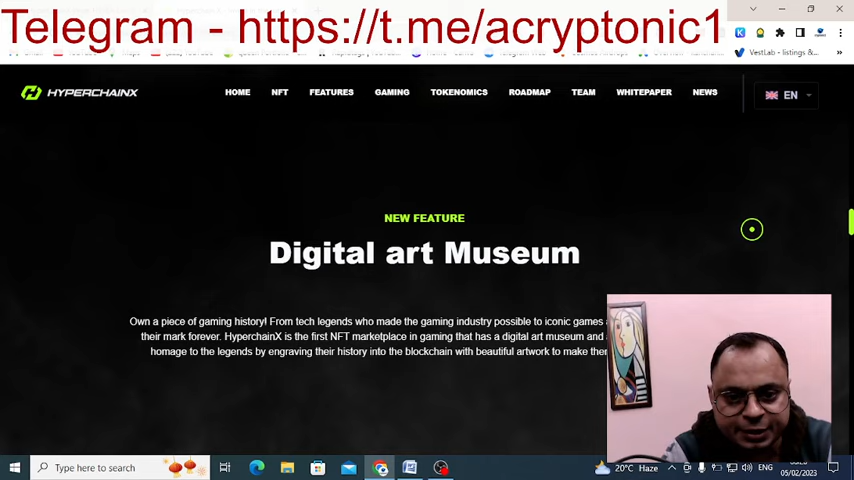 Telegram - https://t.me/acryptonic1
VestLab - listings &
HYPERCHAINX
HOME NFT FEATURES GAMING TOKENOMICS ROADMAP TEAM WHITEPAPER NEWS
EN
NEW FEATURE
Digital art Museum
Own a piece of gaming history! From tech legends who made the gaming industry possible to iconic games
their mark forever. HyperchainX is the first NFT marketplace in gaming that has a digital art museum and
homage to the legends by engraving their history into the blockchain with beautiful artwork to make
Type here to search
20°C Haze
ENG
05/02/2023